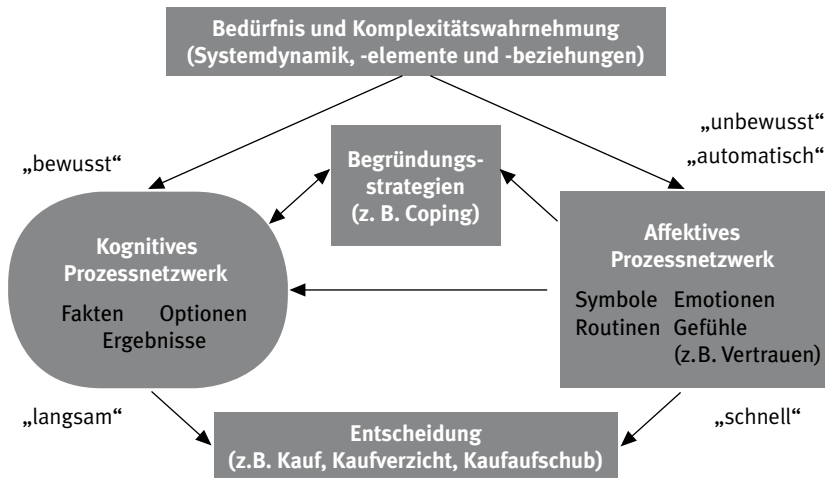 Bedürfnis und Komplexitätswahrnehmung
(Systemdynamik, -elemente und -beziehungen)
„bewusst“
„unbewusst“
„automatisch“
Begründungs-
strategien
(z. B. Coping)
Kognitives
Prozessnetzwerk
Fakten Optionen
Ergebnisse
Affektives
Prozessnetzwerk
Symbole Emotionen
Routinen Gefühle
(z.B. Vertrauen)
„langsam“
„schnell“
Entscheidung
(z.B. Kauf, Kaufverzicht, Kaufaufschub)